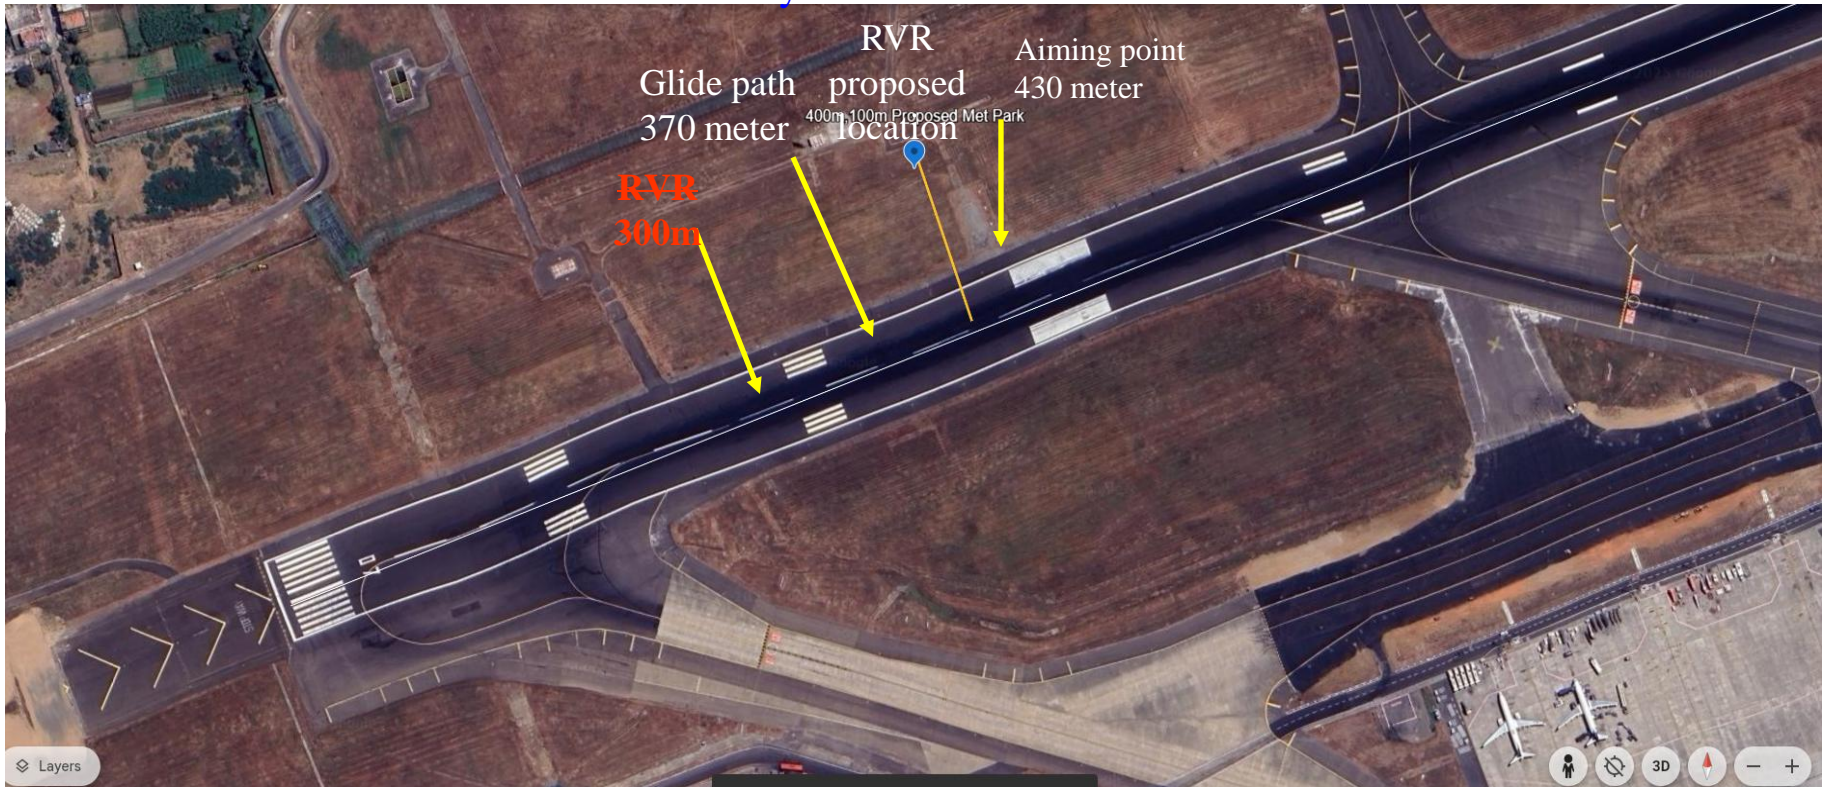 y
RVR
proposed
location
Glide path
370 meter
Aiming point
430 meter
400m,100m Proposed Met Park
RVR
300m
Layers
3D